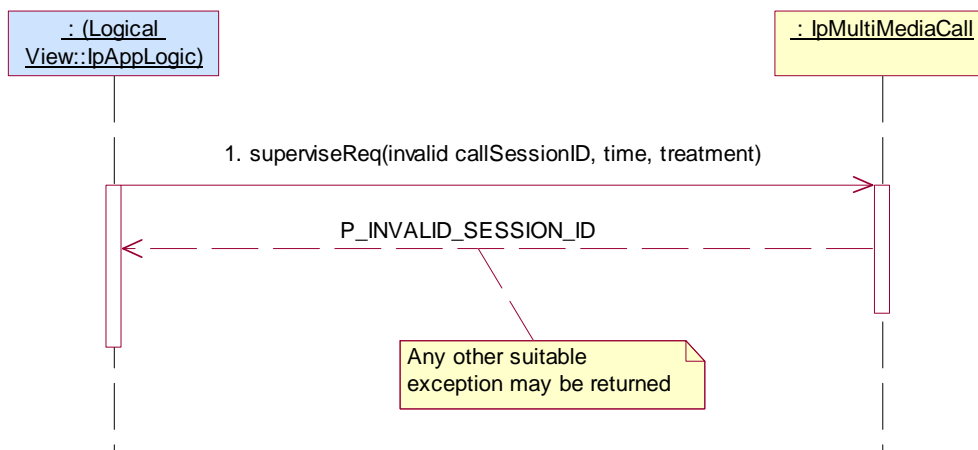 : (Logical
View::IpAppLogic)
: IpMultiMediaCall
1. superviseReq(invalid callSessionID, time, treatment)
P_INVALID_SESSION_ID
Any other suitable
exception may be returned